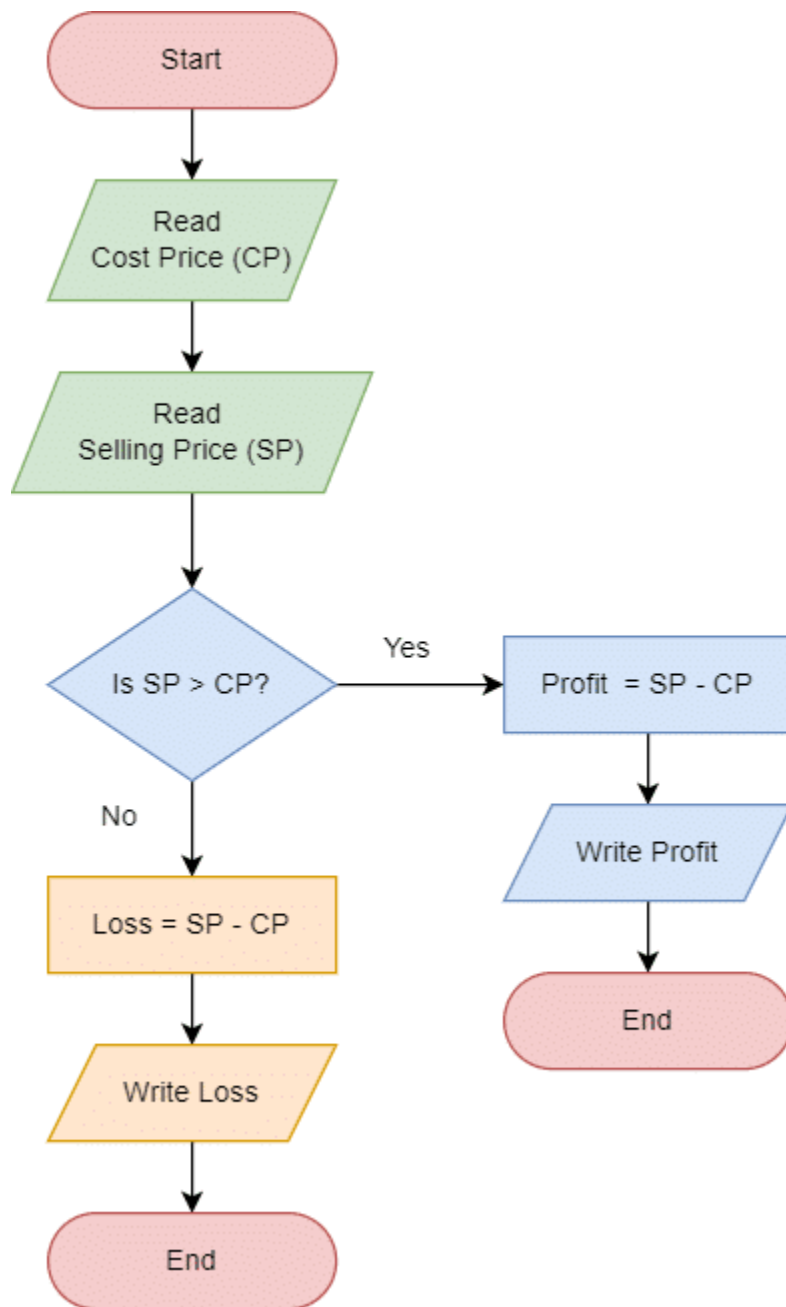 Start
Read
Cost Price (CP)
Read
Selling Price (SP)
Is SP > CP?
Yes
Profit = SP - CP
Write Profit
End
No
Loss = SP - CP
Write Loss
End